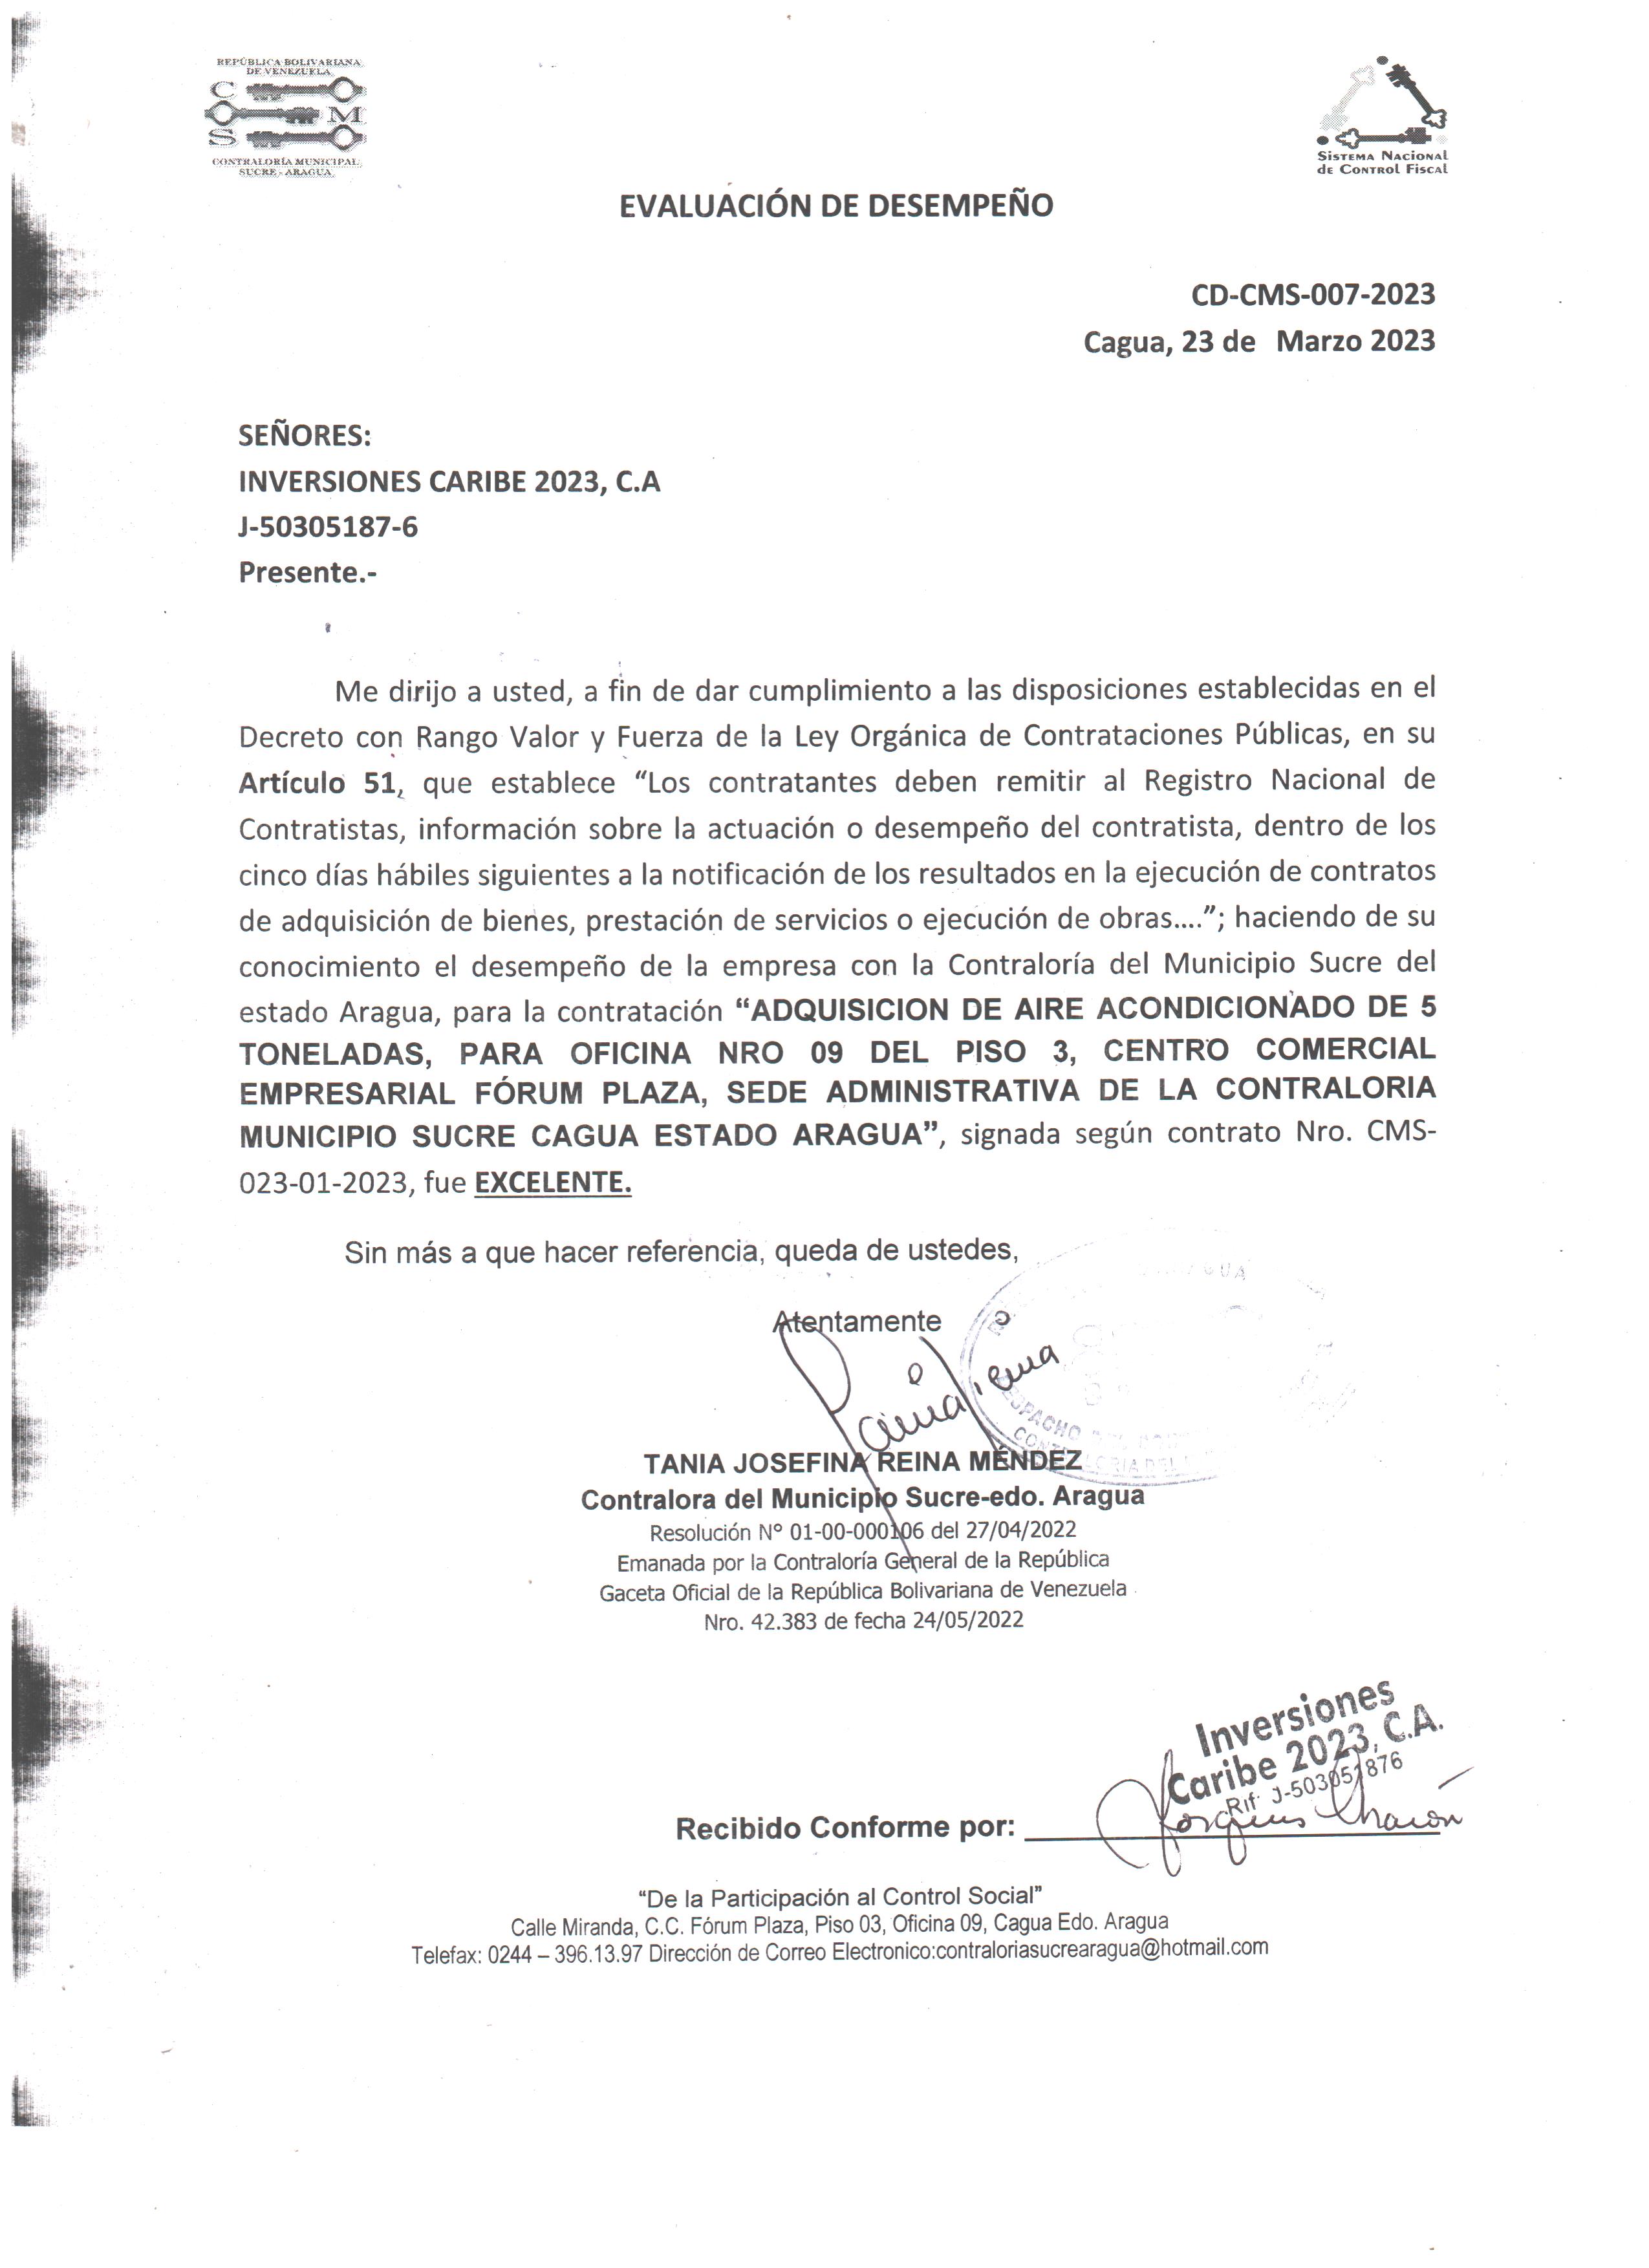 REPÚBLICA BOLIVARIANA
DE VENEZUELA
C
M
S
CONTRALORÍA MUNICIPAL
SUCRE - ARAGUA
SISTEMA NACIONAL
DE CONTROL FISCAL
EVALUACIÓN DE DESEMPEÑO
CD-CMS-007-2023
Cagua, 23 de Marzo 2023
SEÑORES:
INVERSIONES CARIBE 2023, C.A
J-50305187-6
Presente.-
Me dirijo a usted, a fin de dar cumplimiento a las disposiciones establecidas en el
Decreto con Rango Valor y Fuerza de la Ley Orgánica de Contrataciones Públicas, en su
Artículo 51, que establece “Los contratantes deben remitir al Registro Nacional de
Contratistas, información sobre la actuación o desempeño del contratista, dentro de los
cinco días hábiles siguientes a la notificación de los resultados en la ejecución de contratos
de adquisición de bienes, prestación de servicios o ejecución de obras....”; haciendo de su
conocimiento el desempeño de la empresa con la Contraloría del Municipio Sucre del
estado Aragua, para la contratación “ADQUISICION DE AIRE ACONDICIONADO DE 5
TONELADAS, PARA OFICINA NRO 09 DEL PISO 3, CENTRO COMERCIAL
EMPRESARIAL FÓRUM PLAZA, SEDE ADMINISTRATIVA DE LA CONTRALORIA
MUNICIPIO SUCRE CAGUA ESTADO ARAGUA”, signada según contrato Nro. CMS-
023-01-2023, fue EXCELENTE.
Sin más a que hacer referencia, queda de ustedes,
Atentamente
DESPACHO DEL
CONTRALORIA DEL
TANIA JOSEFINA REINA MÉNDEZ
Contralora del Municipio Sucre-edo. Aragua
Resolución N° 01-00-000106 del 27/04/2022
Emanada por la Contraloría General de la República
Gaceta Oficial de la República Bolivariana de Venezuela
Nro. 42.383 de fecha 24/05/2022
Inversiones
Caribe 2023, C.A.
Rif: J-503051876
Recibido Conforme por:
“De la Participación al Control Social”
Calle Miranda, C.C. Fórum Plaza, Piso 03, Oficina 09, Cagua Edo. Aragua
Telefax: 0244 – 396.13.97 Dirección de Correo Electronico:contraloriasucrearagua@hotmail.com